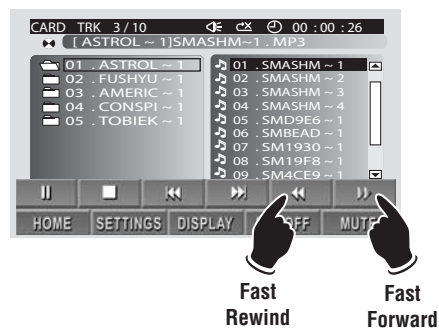 CARD TRK 3/10 00:00:26
[ ASTROL ~ 1]SMASHM~1 . MP3
01 . ASTROL ~ 1
02 . FUSHYU ~ 1
03 . AMERIC ~ 1
04 . CONSPI ~ 1
05 . TOBIEK ~ 1
01 . SMASHM ~ 1
02 . SMASHM ~ 2
03 . SMASHM ~ 3
04 . SMASHM ~ 4
05 . SMD9E6 ~ 1
06 . SMBEAD ~ 1
07 . SM1930 ~ 1
08 . SM19F8 ~ 1
09 . SM4CE9 ~ 1
HOME SETTINGS DISPLAY FF MUT
Fast Rewind
Fast Forward